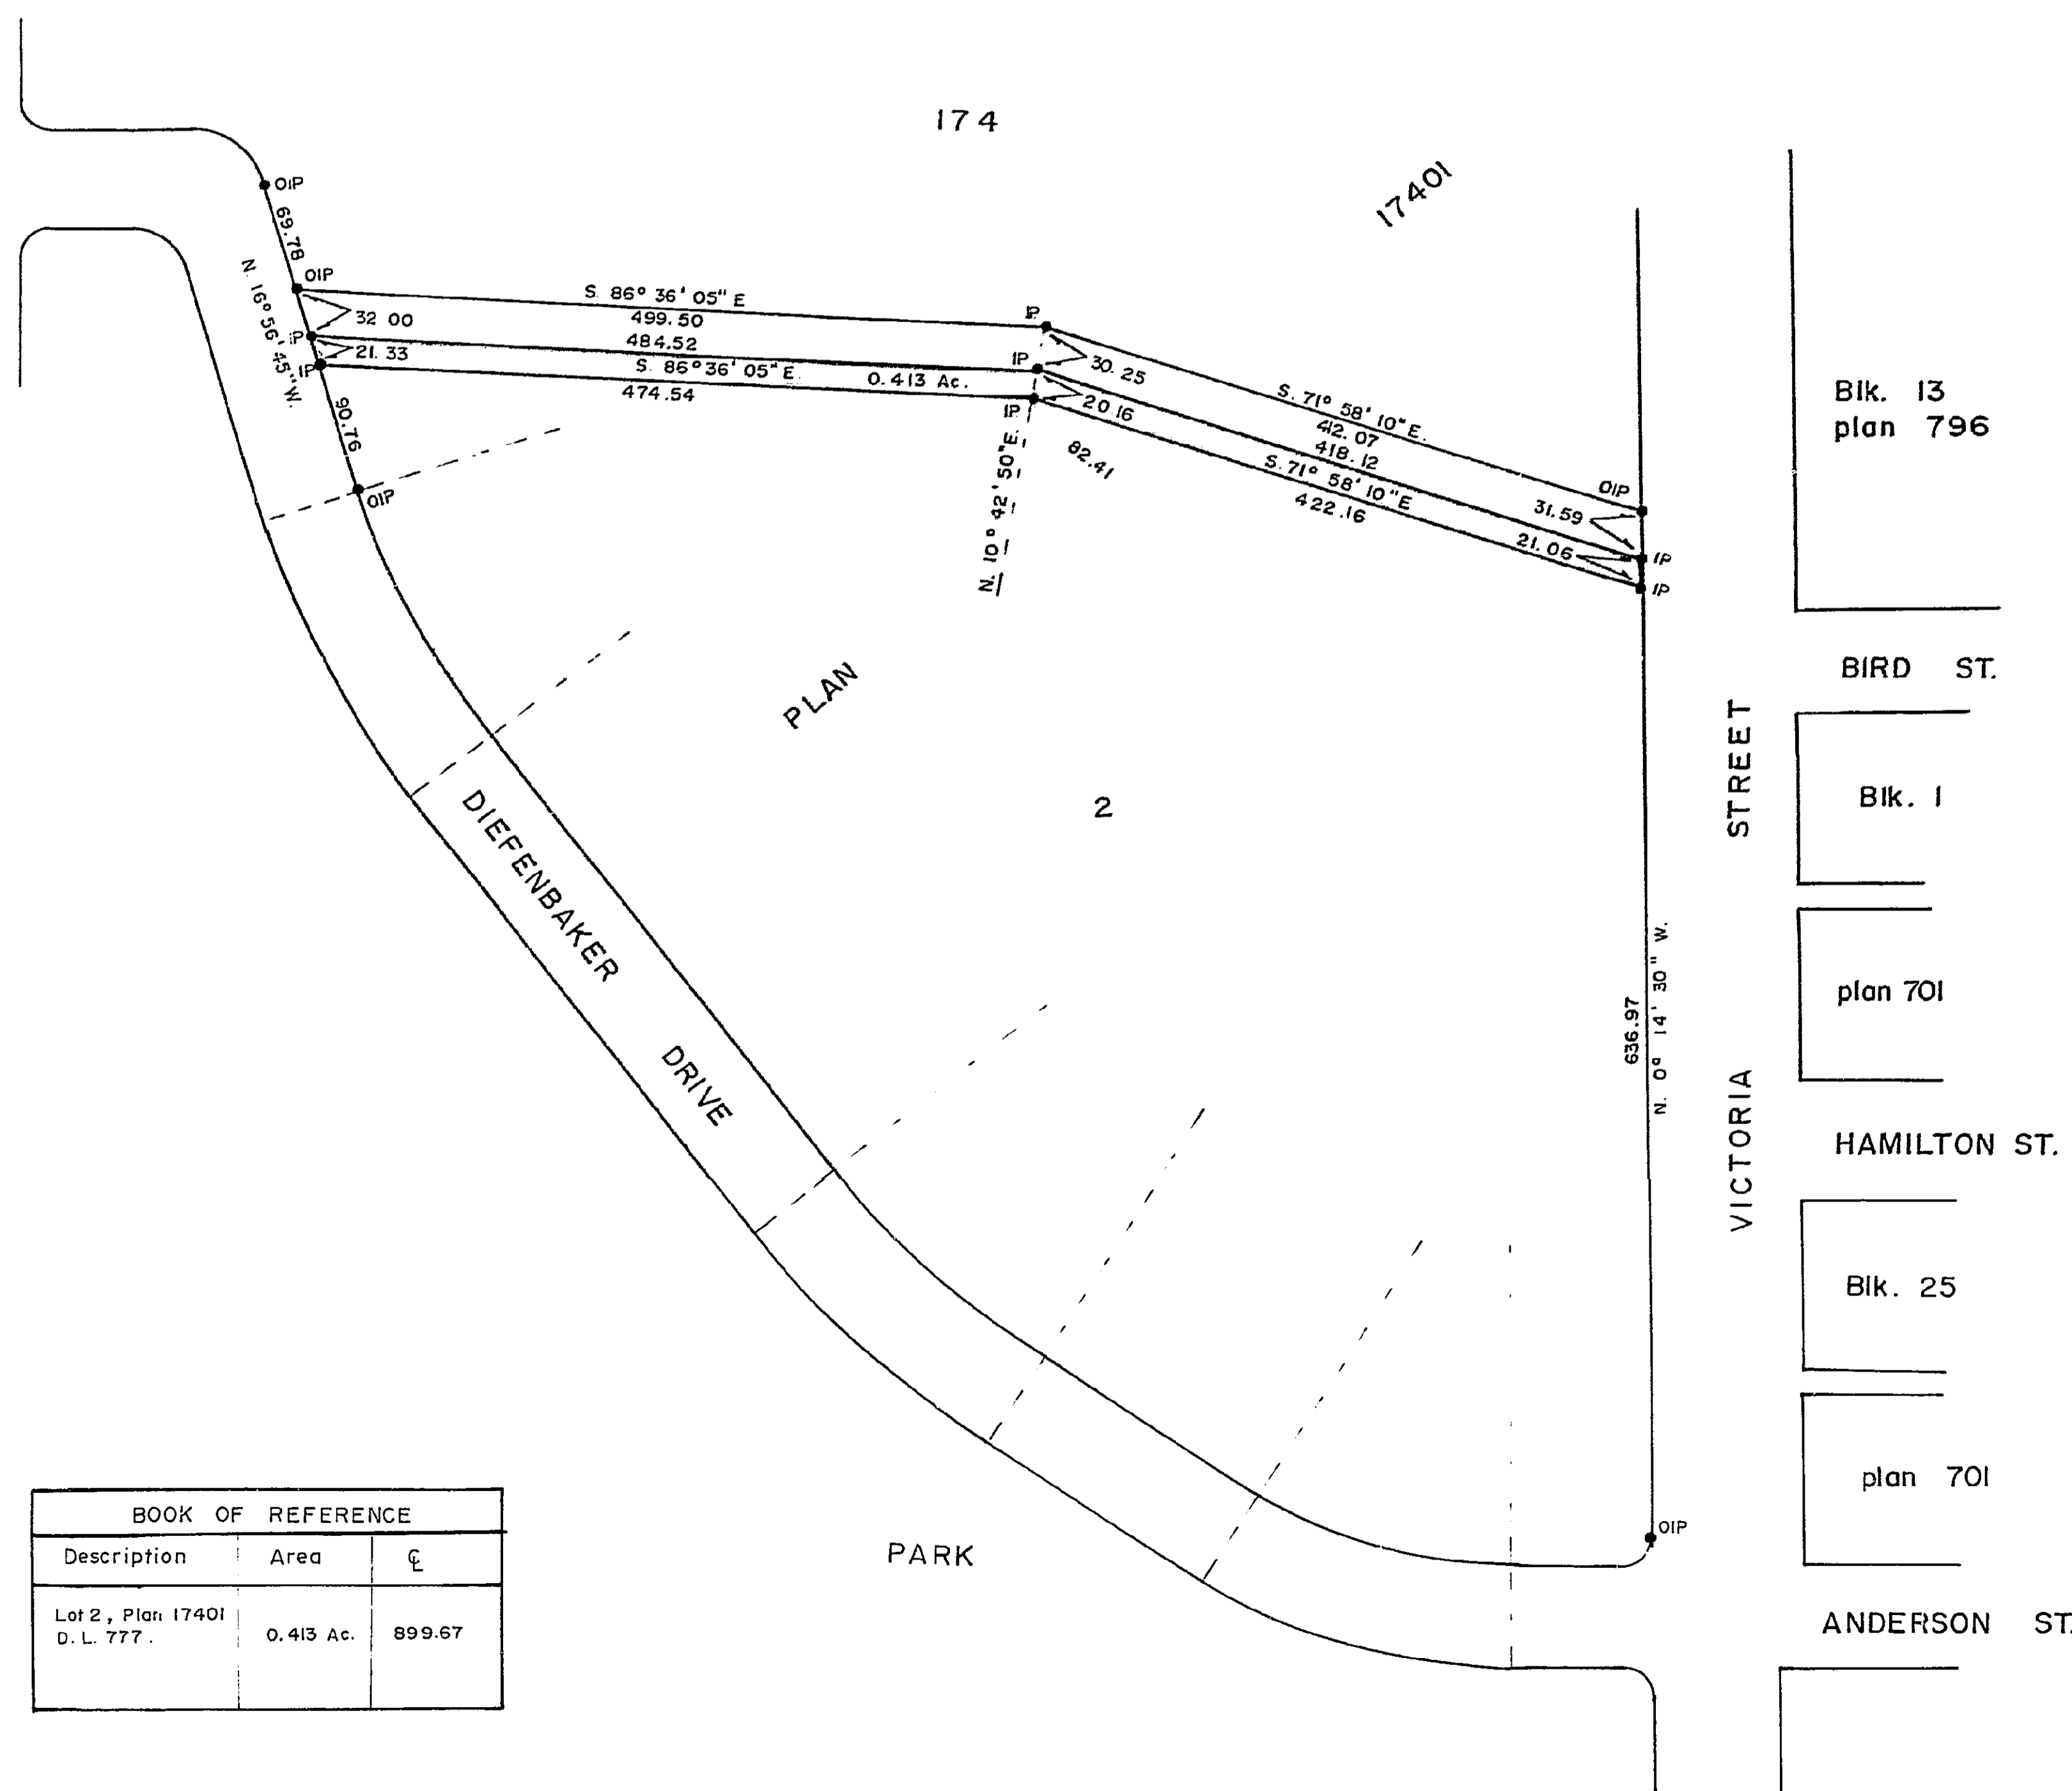 174
17401
OIP
69.78
N. 16° 56' 45" W.
OIP
S. 86° 36' 05" E
499.50
32 00
IP
484.52
21.33
IP
S. 86° 36' 05" E.
0.413 Ac.
474.54
90.76
OIP
IP
IP
30.25
20.16
IP
N. 10° 42' 50" E.
82.41
S. 71° 58' 10" E.
412.07
418.12
S. 71° 58' 10" E
422.16
OIP
31.59
21.06
IP
IP
Blk. 13
plan 796
BIRD ST.
PLAN
2
STREET
VICTORIA
Blk. 1
plan 701
636.97
N. 0° 14' 30" W.
DIEFENBAKER DRIVE
HAMILTON ST.
Blk. 25
plan 701
OIP
PARK
ANDERSON ST.
BOOK OF REFERENCE
Description Area ℄
Lot 2, Plan 17401
D. L. 777. 0.413 Ac. 899.67